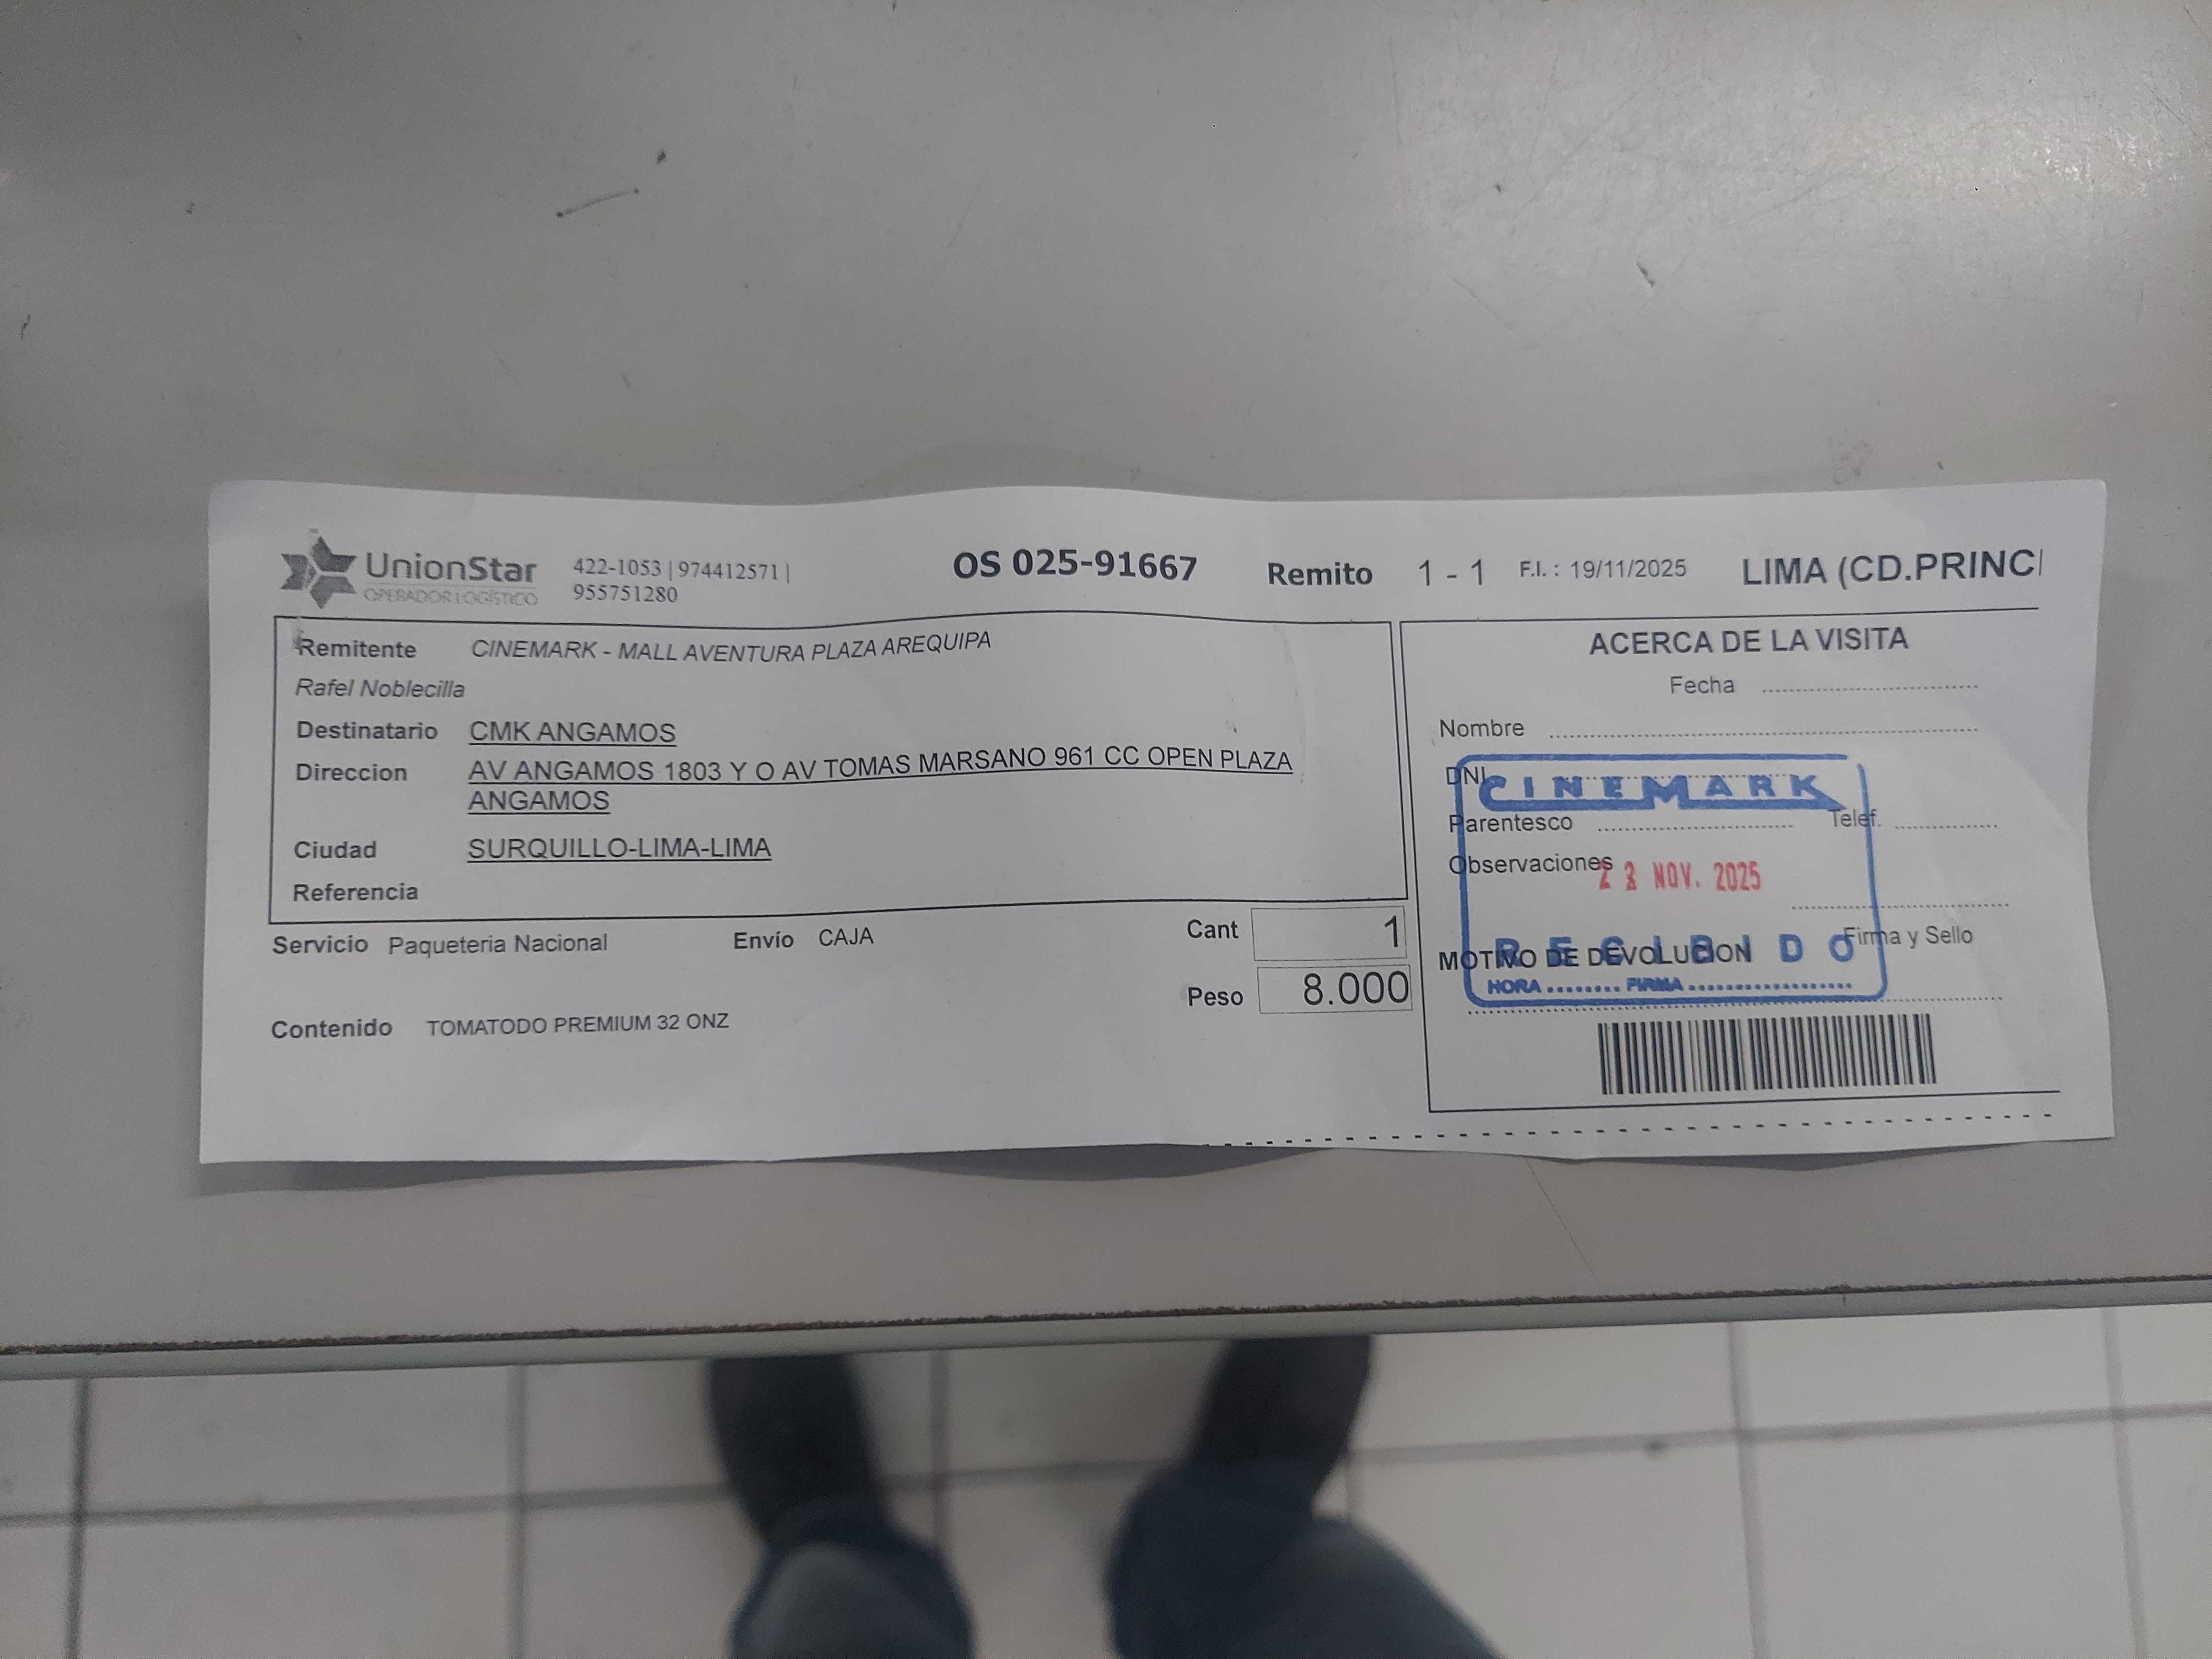 UnionStar
OPERADOR LOGÍSTICO
422-1053 | 974412571 |
955751280
OS 025-91667
Remito 1 - 1 F.I. : 19/11/2025 LIMA (CD.PRINC
Remitente CINEMARK - MALL AVENTURA PLAZA AREQUIPA
Rafel Noblecilla
Destinatario CMK ANGAMOS
Direccion AV ANGAMOS 1803 Y O AV TOMAS MARSANO 961 CC OPEN PLAZA
ANGAMOS
Ciudad SURQUILLO-LIMA-LIMA
Referencia
Servicio Paqueteria Nacional Envío CAJA
Cant 1
Peso 8.000
Contenido TOMATODO PREMIUM 32 ONZ
ACERCA DE LA VISITA
Fecha
Nombre
DNI
CINEMARK
Parentesco Telef.
Observaciones
NOV. 2025
Firma y Sello
MOTIVO DE DEVOLUCION
RECIBIDO
HORA ........ FIRMA ..................